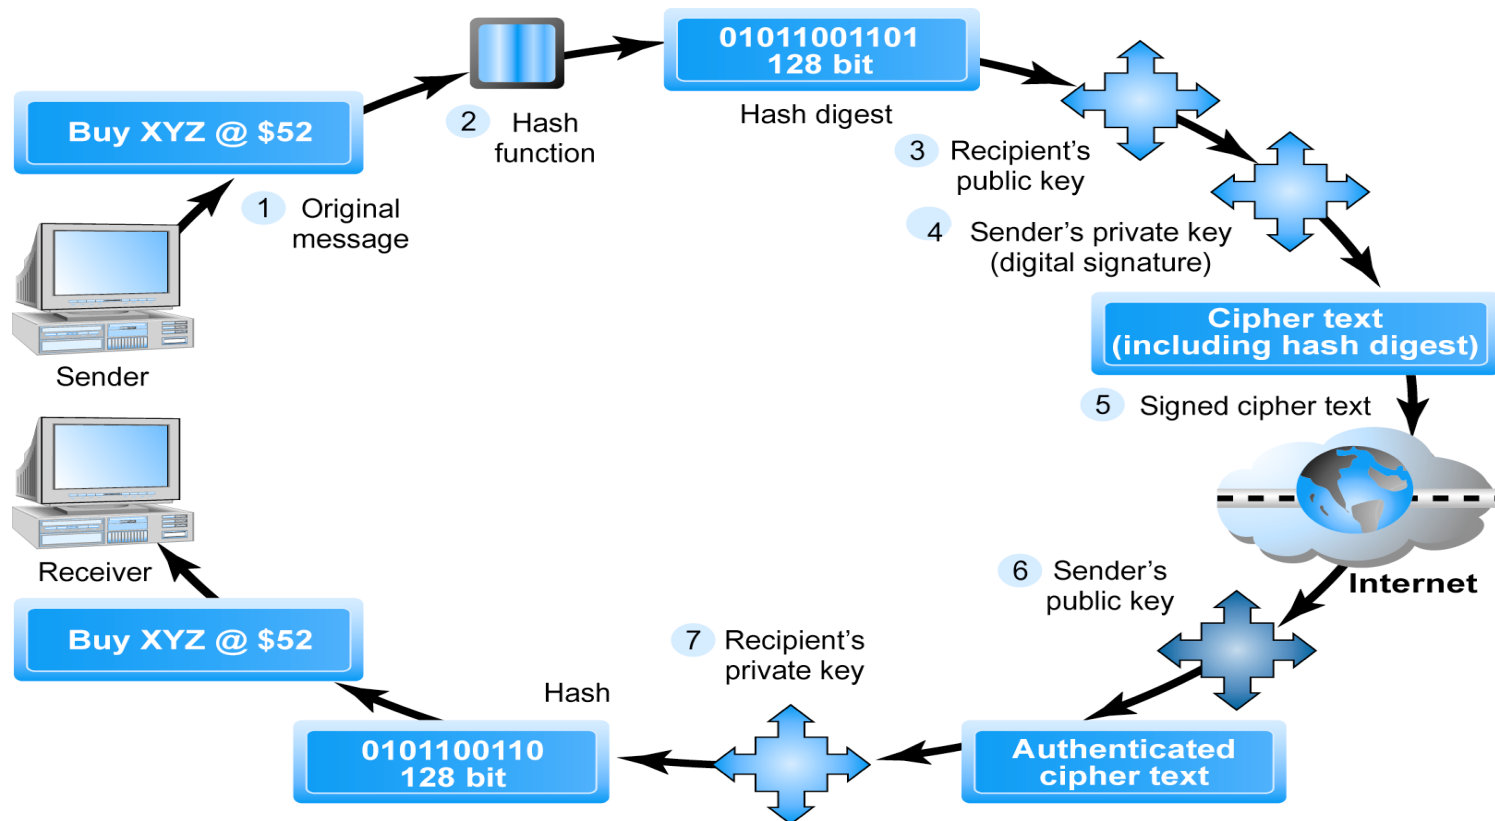 Buy XYZ @ $52
1 Original
message
Sender
2 Hash
function
01011001101
128 bit
Hash digest
3 Recipient's
public key
4 Sender's private key
(digital signature)
Cipher text
(including hash digest)
5 Signed cipher text
Internet
6 Sender's
public key
Authenticated
cipher text
7 Recipient's
private key
Hash
0101100110
128 bit
Buy XYZ @ $52
Receiver